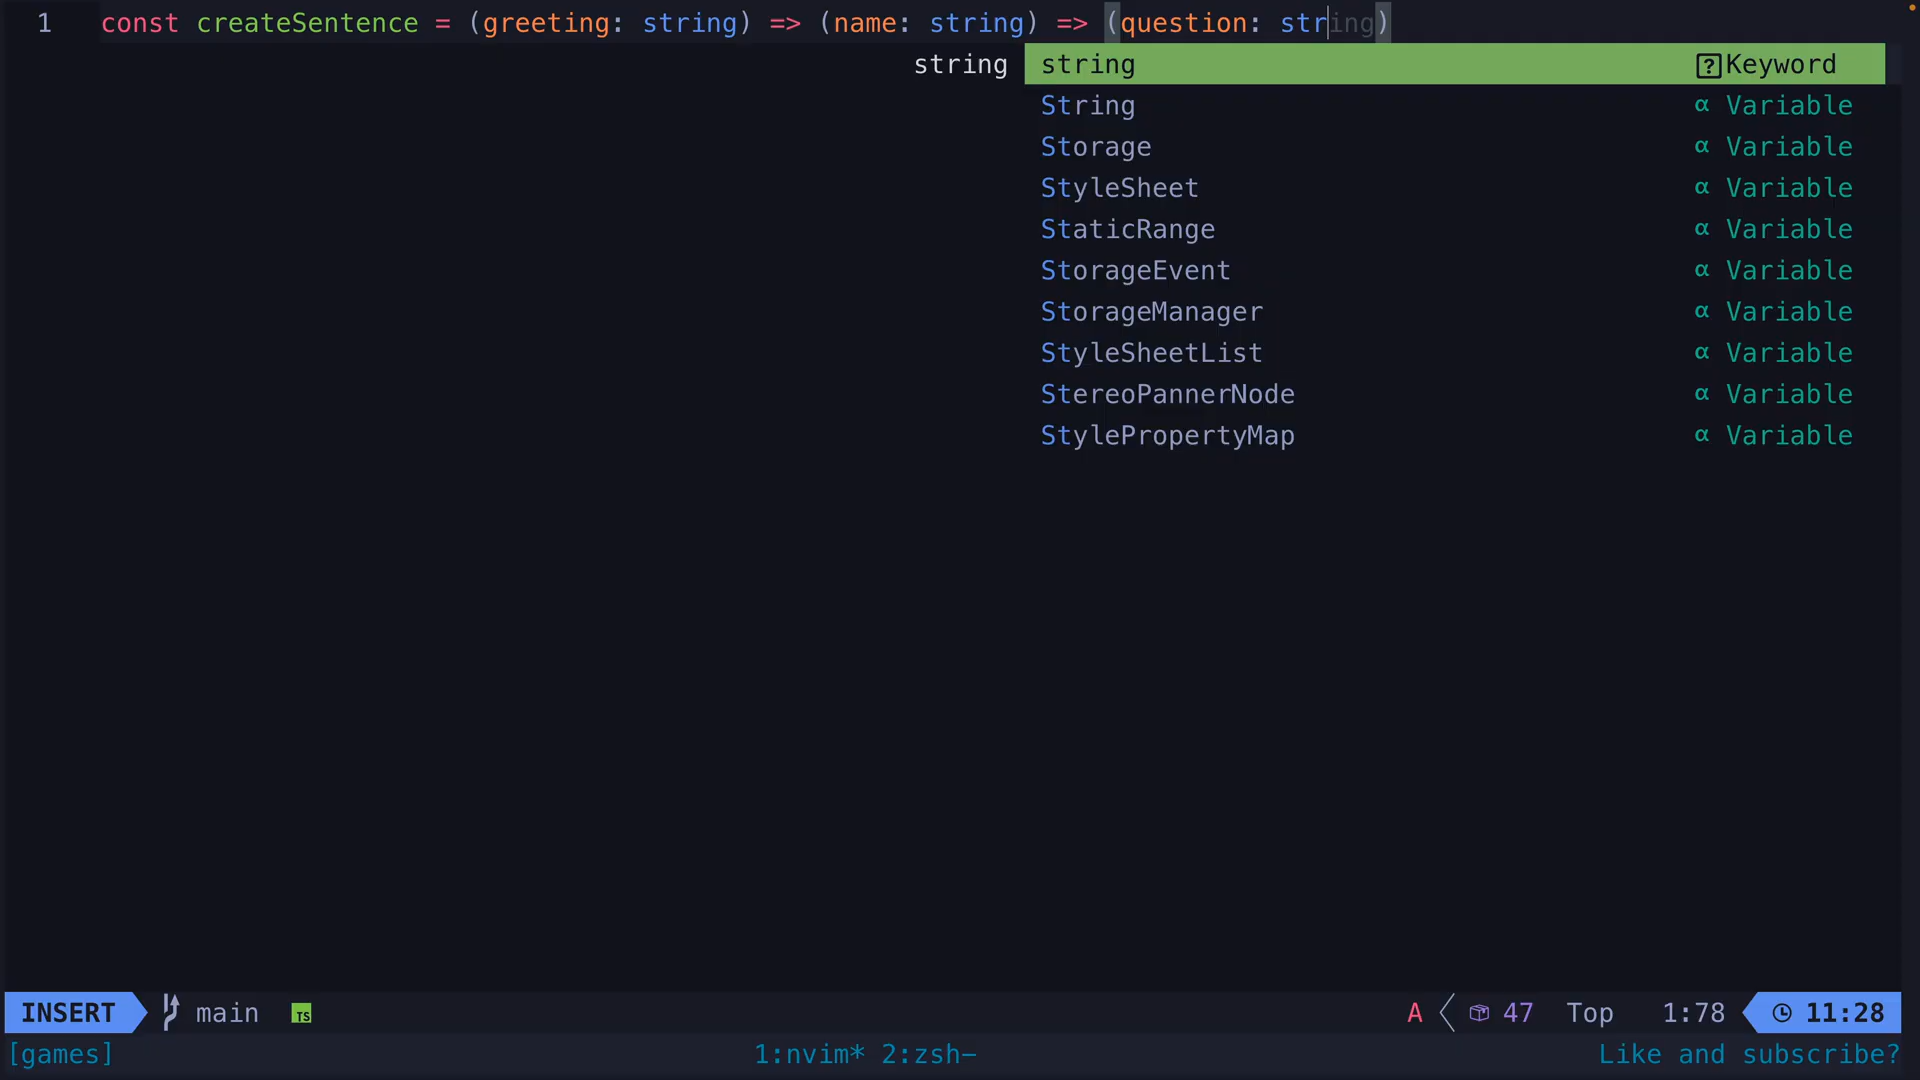 1 const createSentence = (greeting: string) => (name: string) => (question: string)
string string ? Keyword
String α Variable
Storage α Variable
StyleSheet α Variable
StaticRange α Variable
StorageEvent α Variable
StorageManager α Variable
StyleSheetList α Variable
StereoPannerNode α Variable
StylePropertyMap α Variable
INSERT main TS A 47 Top 1:78 11:28
[games] 1:nvim* 2:zsh- Like and subscribe?